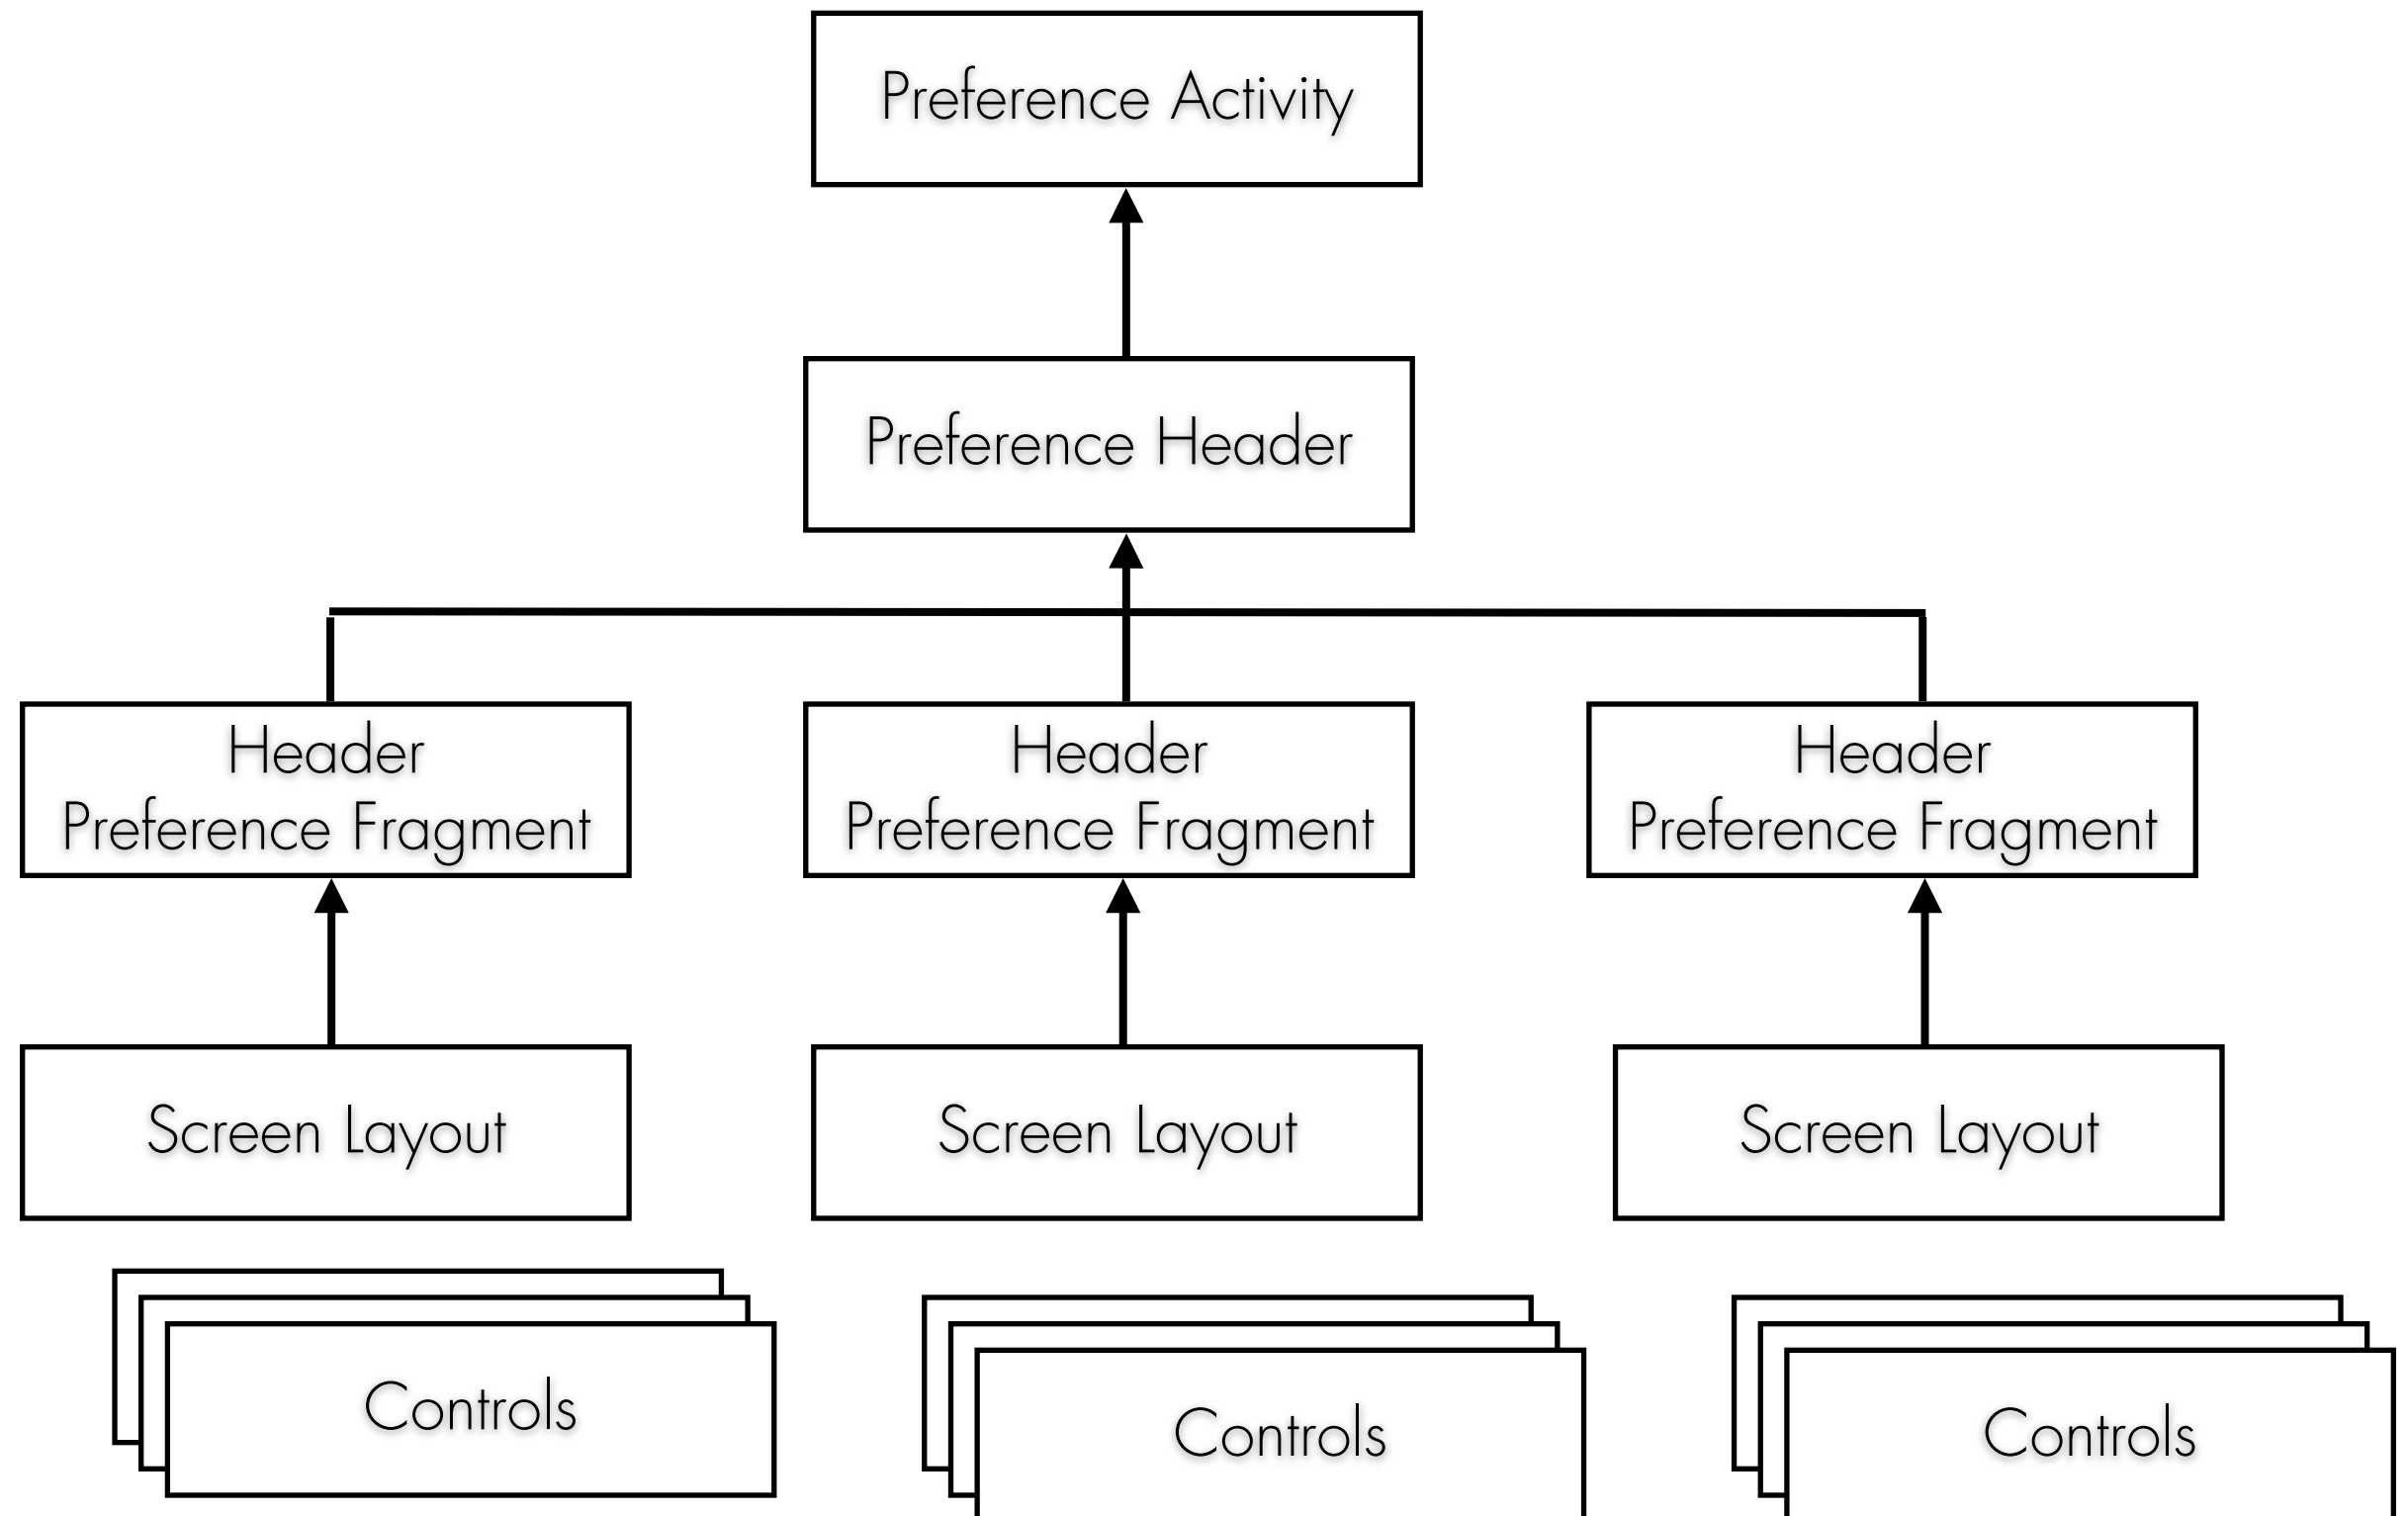 Preference Activity
Preference Header
Header
Preference Fragment
Header
Preference Fragment
Header
Preference Fragment
Screen Layout
Screen Layout
Screen Layout
Controls
Controls
Controls